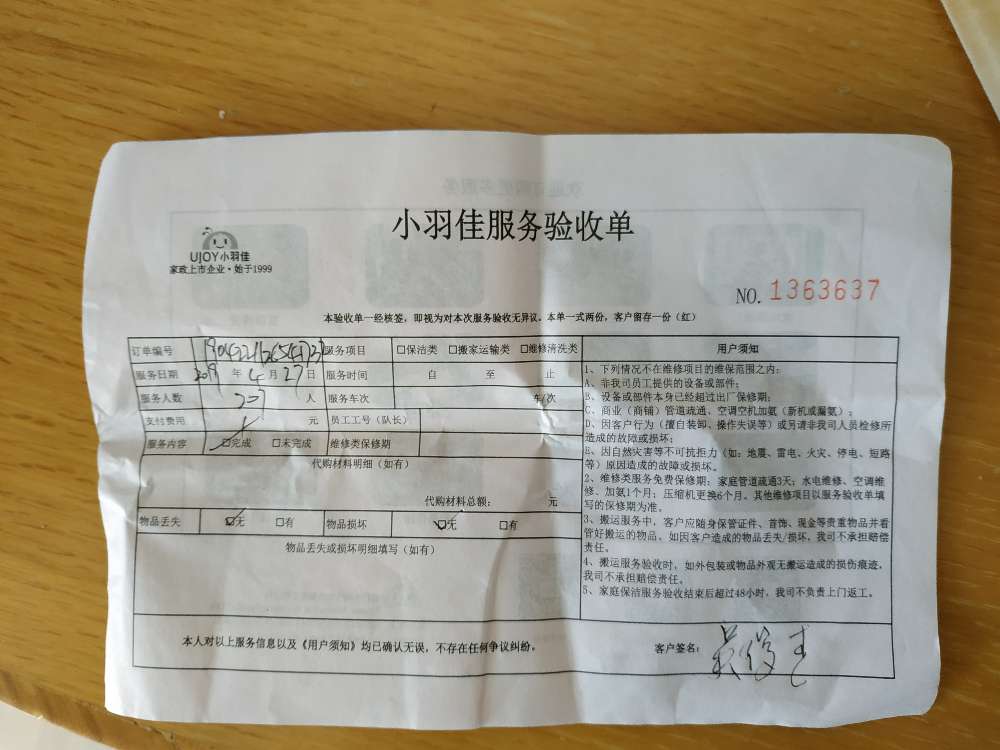 小羽佳服务验收单
UJOY小羽佳
家政上市企业·始于1999
NO. 1363637
本验收单一经核签，即视为对本次服务验收无异议。本单一式两份，客户留存一份（红）
订单编号 服务项目 □保洁类 □搬家运输类 □维修清洗类
服务日期 2019 年 4 月 27 日 服务时间 自 至 止
服务人数 人 服务车次 车/次
支付费用 元 员工工号（队长）
服务内容 ☑完成 □未完成 维修类保修期
代购材料明细（如有）
代购材料总额： 元
物品丢失 ☑无 □有 物品损坏 ☑无 □有
物品丢失或损坏明细填写（如有）
用户须知
1、下列情况不在维修项目的维保范围之内：
A、非我司员工提供的设备或部件；
B、设备或部件本身已经超过出厂保修期；
C、商业（商铺）管道疏通、空调空机加氨（新机或漏氨）；
D、因客户行为（擅自装卸、操作失误等）或另请非我司人员检修所
造成的故障或损坏；
E、因自然灾害等不可抗拒力（如：地震、雷电、火灾、停电、短路
等）原因造成的故障或损坏。
2、维修类服务免费保修期：家庭管道疏通3天；水电维修、空调维
修、加氨1个月；压缩机更换6个月。其他维修项目以服务验收单填
写的保修期为准。
3、搬运服务中，客户应随身保管证件、首饰、现金等贵重物品并看
管好搬运的物品。如因客户造成的物品丢失/损坏，我司不承担赔偿
责任。
4、搬运服务验收时，如外包装或物品外观无搬运造成的损伤痕迹，
我司不承担赔偿责任。
5、家庭保洁服务验收结束后超过48小时，我司不负责上门返工。
本人对以上服务信息以及《用户须知》均已确认无误，不存在任何争议纠纷。
客户签名：